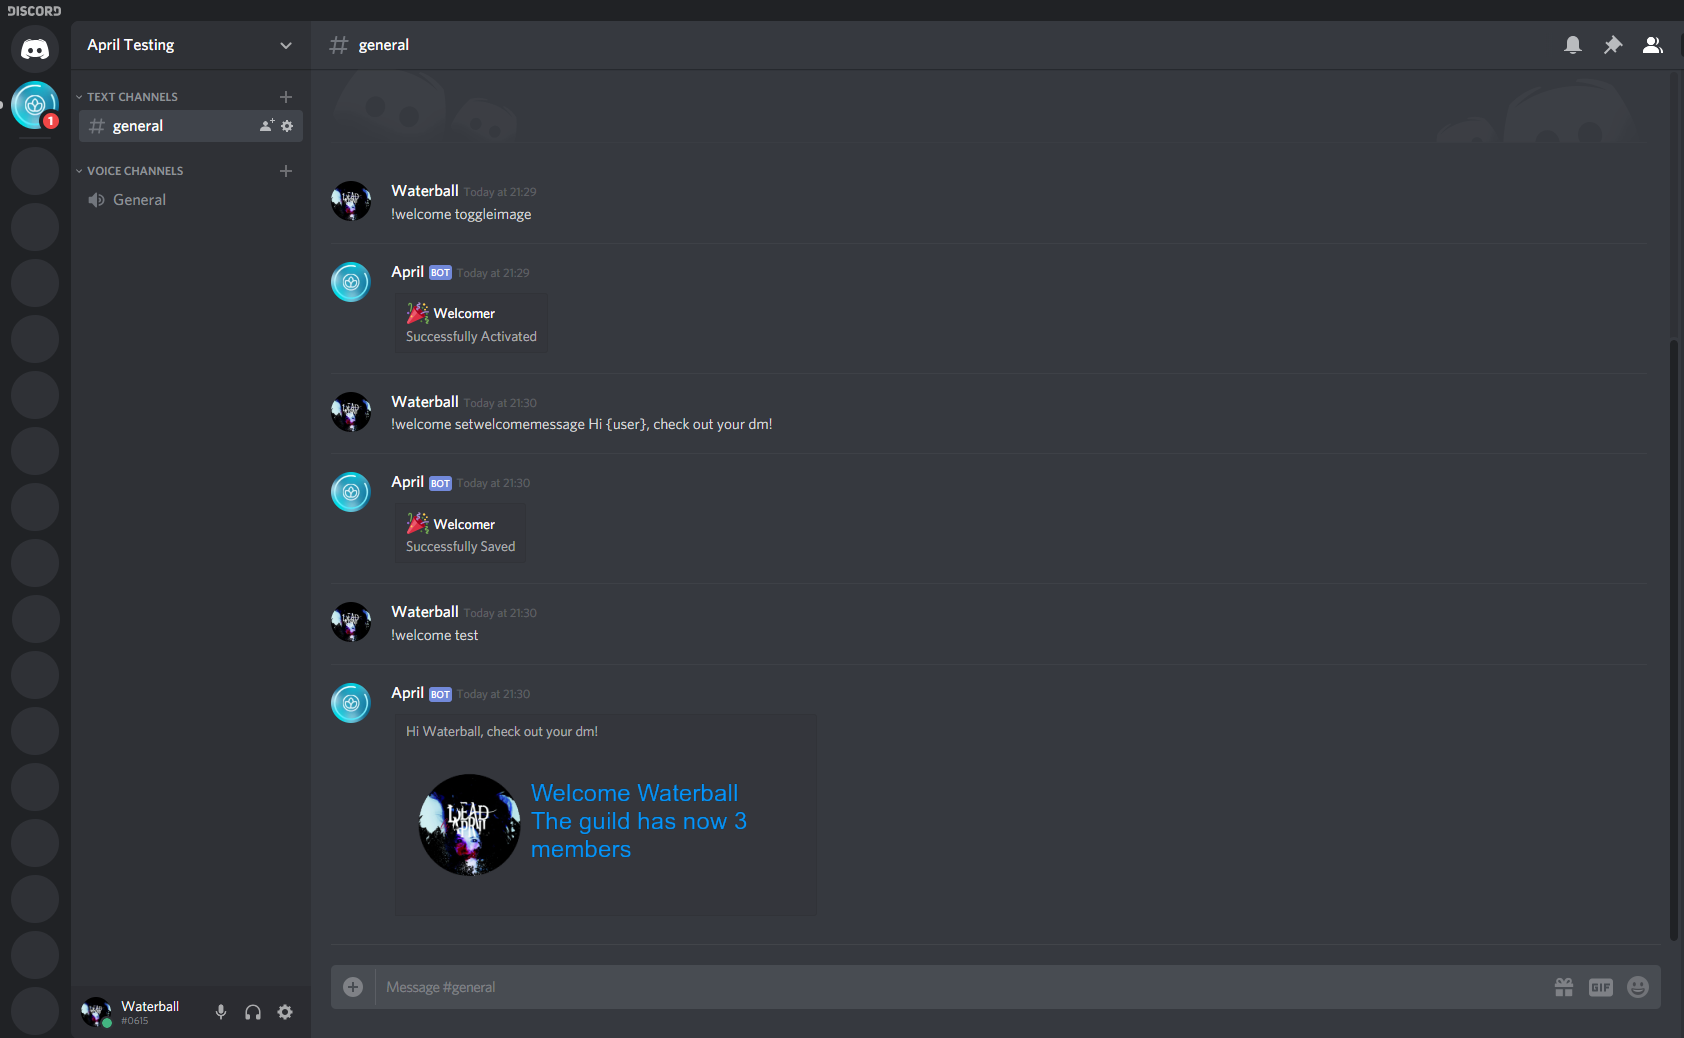 DISCORD
1
April Testing
TEXT CHANNELS
general
VOICE CHANNELS
General
Waterball
#0615
general
Waterball Today at 21:29
!welcome toggleimage
April BOT Today at 21:29
Welcomer
Successfully Activated
Waterball Today at 21:30
!welcome setwelcomemessage Hi {user}, check out your dm!
April BOT Today at 21:30
Welcomer
Successfully Saved
Waterball Today at 21:30
!welcome test
April BOT Today at 21:30
Hi Waterball, check out your dm!
DEAD
APRIL
Welcome Waterball
The guild has now 3
members
Message #general
GIF